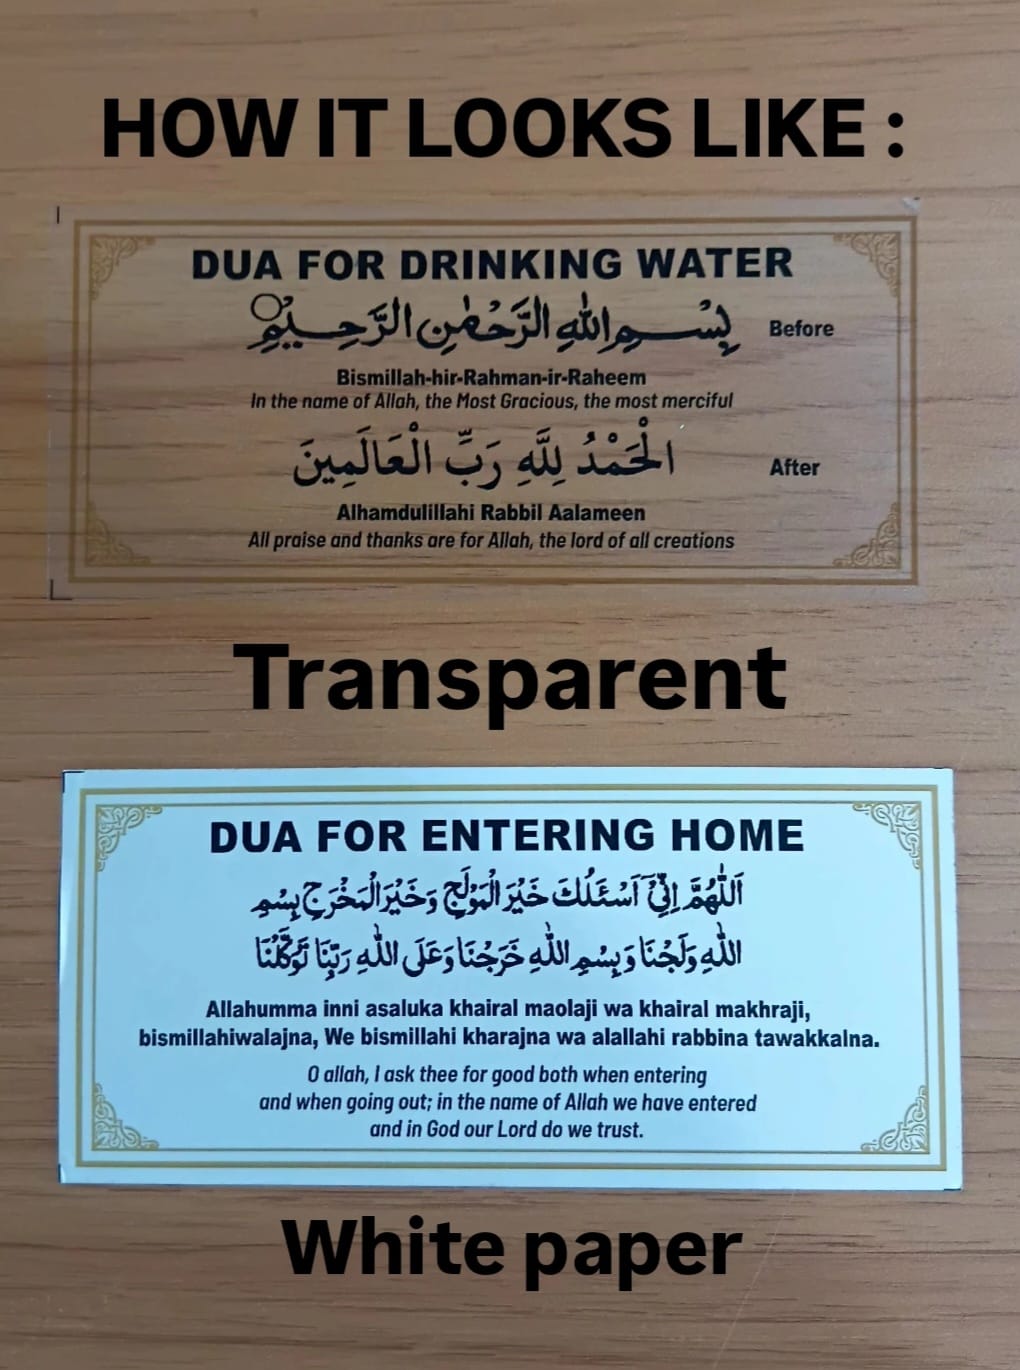 HOW IT LOOKS LIKE :
DUA FOR DRINKING WATER
بِسْمِ اللهِ الرَّحْمٰنِ الرَّحِيْمِ Before
Bismillah-hir-Rahman-ir-Raheem
In the name of Allah, the Most Gracious, the most merciful
الْحَمْدُ لِلَّهِ رَبِّ الْعَالَمِينَ After
Alhamdulillahi Rabbil Aalameen
All praise and thanks are for Allah, the lord of all creations
Transparent
DUA FOR ENTERING HOME
اَللّٰهُمَّ اِنِّیْٓ اَسْئَلُكَ خَيْرَ الْمَوْلَجِ وَخَيْرَ الْمَخْرَجِ بِسْمِ
اللّٰهِ وَلَجْنَا وَبِسْمِ اللّٰهِ خَرَجْنَا وَعَلَى اللّٰهِ رَبِّنَا تَوَكَّلْنَا
Allahumma inni asaluka khairal maolaji wa khairal makhraji,
bismillahiwalajna, We bismillahi kharajna wa alallahi rabbina tawakkalna.
O allah, I ask thee for good both when entering
and when going out; in the name of Allah we have entered
and in God our Lord do we trust.
White paper